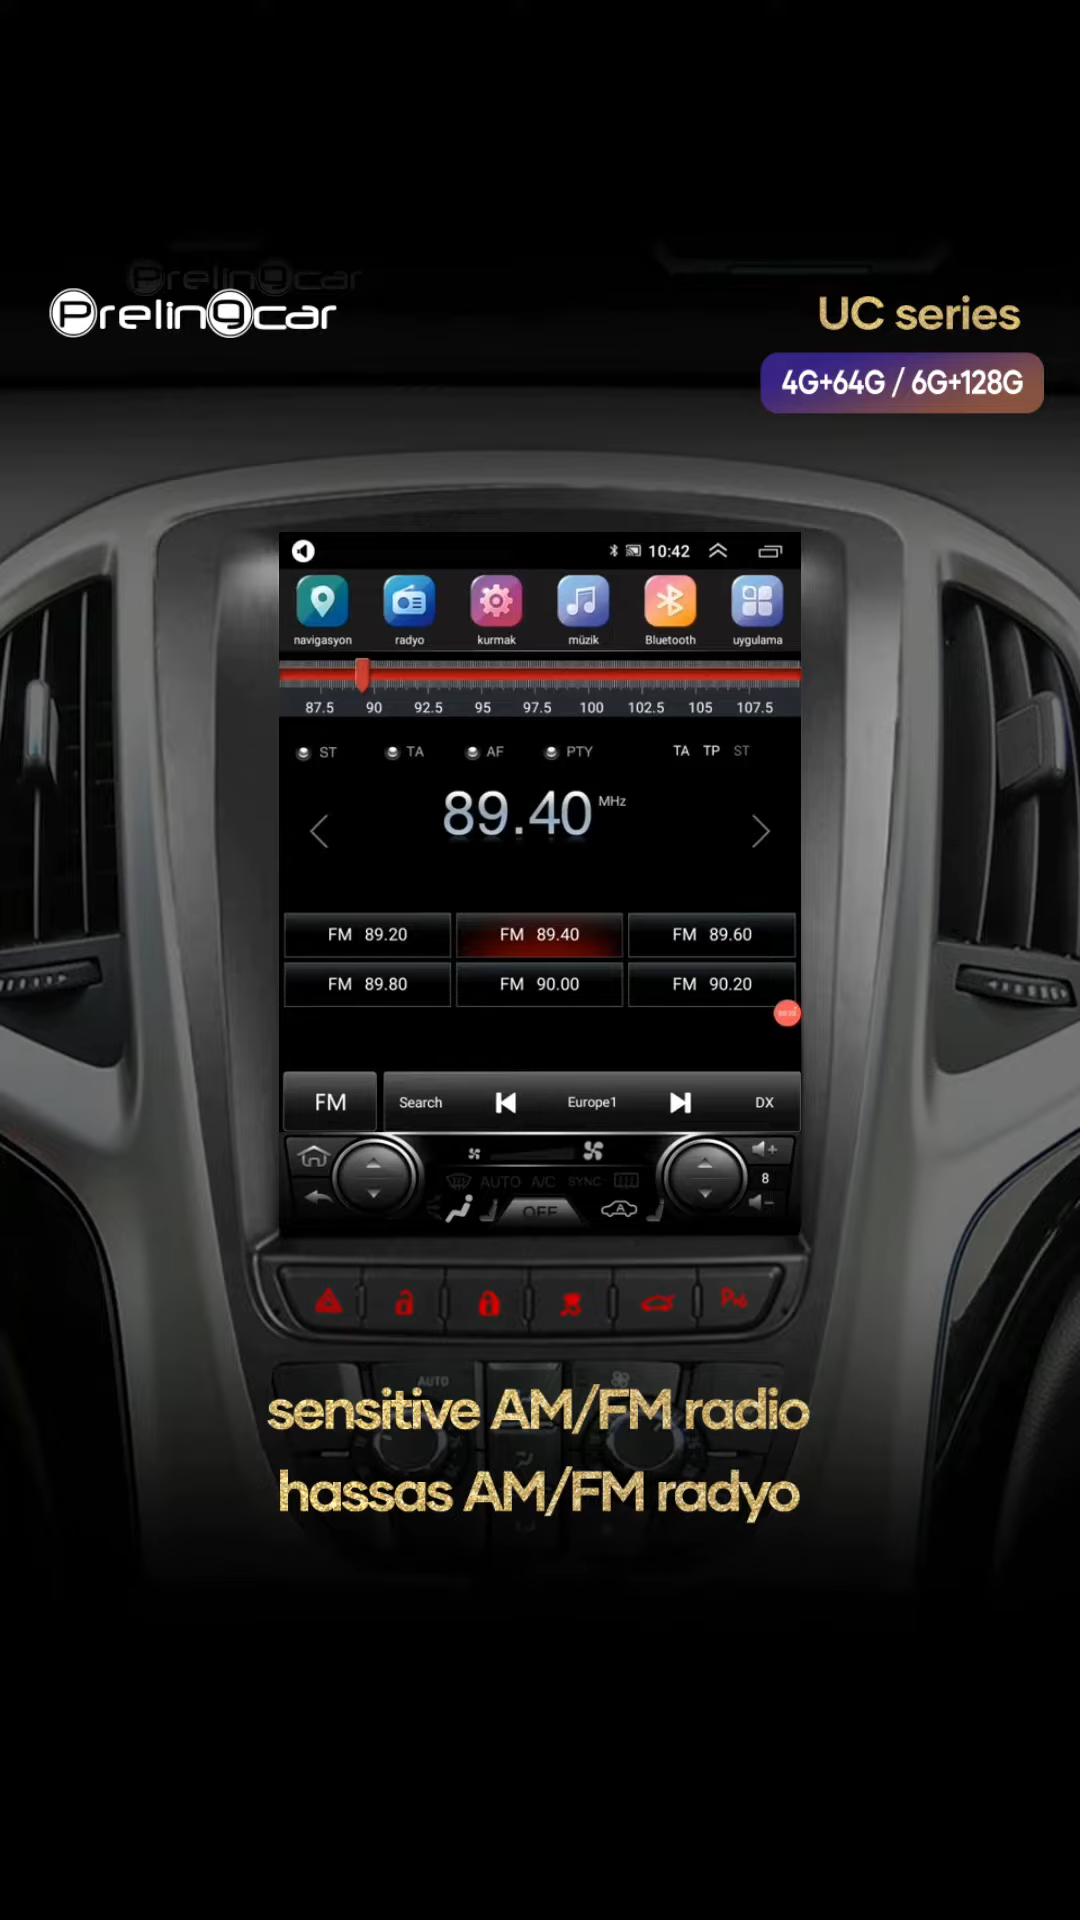 Prelingcar
Prelingcar
UC series
4G+64G / 6G+128G
10:42
navigasyon radyo kurmak müzik Bluetooth uygulama
87.5 90 92.5 95 97.5 100 102.5 105 107.5
ST TA AF PTY TA TP ST
89.40 MHz
FM 89.20 FM 89.40 FM 89.60
FM 89.80 FM 90.00 FM 90.20
FM Search Europe1 DX
AUTO A/C SYNC 8
OFF
AUTO
sensitive AM/FM radio
hassas AM/FM radyo